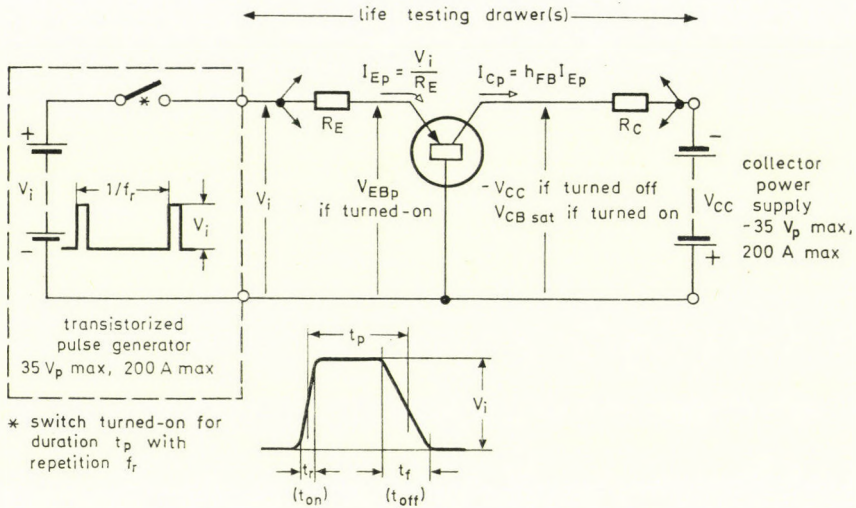 life testing drawer(s)
I_Ep = V_i / R_E
I_Cp = h_FB I_Ep
*
R_E
R_C
+
-
V_i
1/f_r
V_i
V_i
V_EBp
if turned-on
-V_CC if turned off
V_CB sat if turned on
-
V_CC
+
collector
power
supply
-35 V_p max,
200 A max
transistorized
pulse generator
35 V_p max, 200 A max
* switch turned-on for
duration t_p with
repetition f_r
t_p
V_i
t_r
t_f
(t_on)
(t_off)